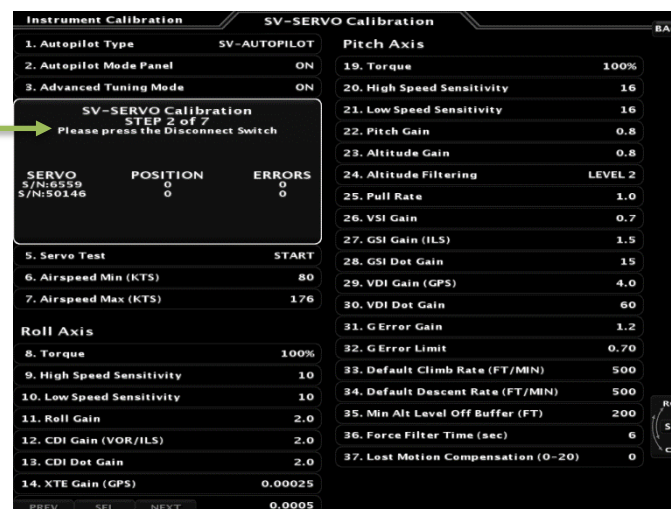 Instrument Calibration
SV-SERVO Calibration
BA
1. Autopilot Type SV-AUTOPILOT
2. Autopilot Mode Panel ON
3. Advanced Tuning Mode ON
SV-SERVO Calibration
STEP 2 of 7
Please press the Disconnect Switch
SERVO POSITION ERRORS
S/N:6559 0 0
S/N:50146 0 0
5. Servo Test START
6. Airspeed Min (KTS) 80
7. Airspeed Max (KTS) 176
Roll Axis
8. Torque 100%
9. High Speed Sensitivity 10
10. Low Speed Sensitivity 10
11. Roll Gain 2.0
12. CDI Gain (VOR/ILS) 2.0
13. CDI Dot Gain 2.0
14. XTE Gain (GPS) 0.00025
0.0005
PREV SEL NEXT
Pitch Axis
19. Torque 100%
20. High Speed Sensitivity 16
21. Low Speed Sensitivity 16
22. Pitch Gain 0.8
23. Altitude Gain 0.8
24. Altitude Filtering LEVEL 2
25. Pull Rate 1.0
26. VSI Gain 0.7
27. GSI Gain (ILS) 1.5
28. GSI Dot Gain 15
29. VDI Gain (GPS) 4.0
30. VDI Dot Gain 60
31. G Error Gain 1.2
32. G Error Limit 0.70
33. Default Climb Rate (FT/MIN) 500
34. Default Descent Rate (FT/MIN) 500
35. Min Alt Level Off Buffer (FT) 200
36. Force Filter Time (sec) 6
37. Lost Motion Compensation (0-20) 0